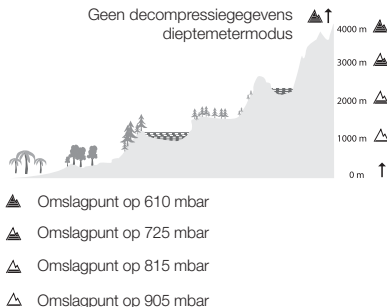 Geen decompressiegegevens
dieptemetermodus
4000 m
3000 m
2000 m
1000 m
0 m
Omslagpunt op 610 mbar
Omslagpunt op 725 mbar
Omslagpunt op 815 mbar
Omslagpunt op 905 mbar